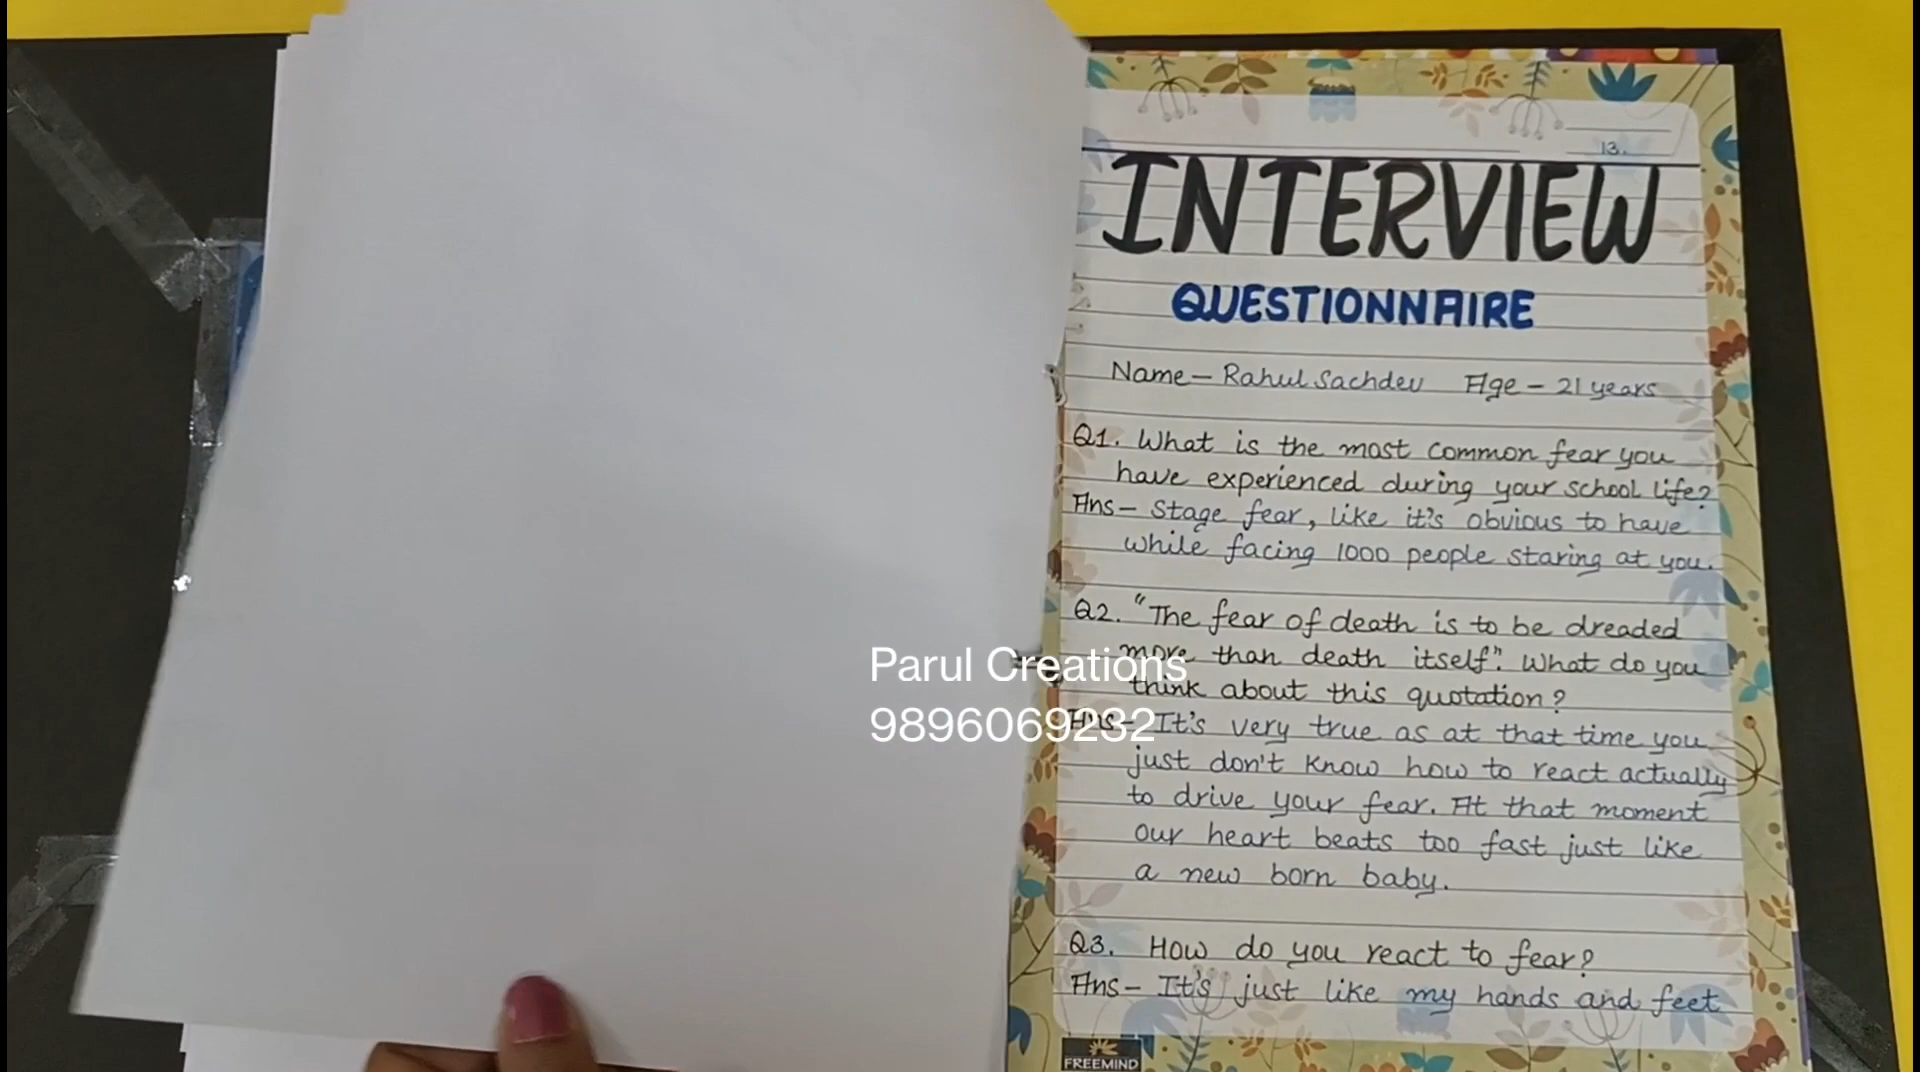 13.
INTERVIEW
QUESTIONNAIRE
Name - Rahul Sachdev Age - 21 years
Q1. What is the most common fear you
have experienced during your school life?
Ans - Stage fear, like it's obvious to have
while facing 1000 people staring at you.
Q2. "The fear of death is to be dreaded
more than death itself". What do you
think about this quotation?
Ans - It's very true as at that time you
just don't know how to react actually
to drive your fear. At that moment
our heart beats too fast just like
a new born baby.
Q3. How do you react to fear?
Ans - It's just like my hands and feet
FREEMIND
Parul Creations
9896069232